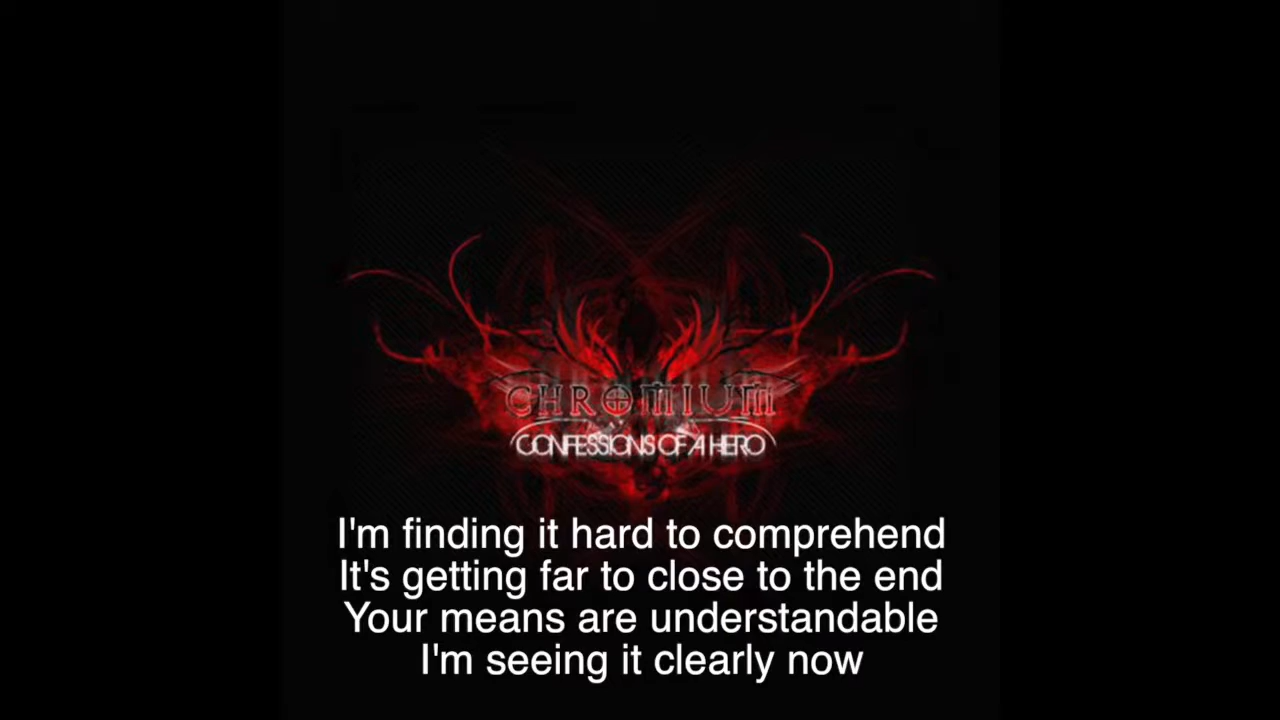 CHROMIUM
CONFESSIONS OF A HERO
I'm finding it hard to comprehend
It's getting far to close to the end
Your means are understandable
I'm seeing it clearly now